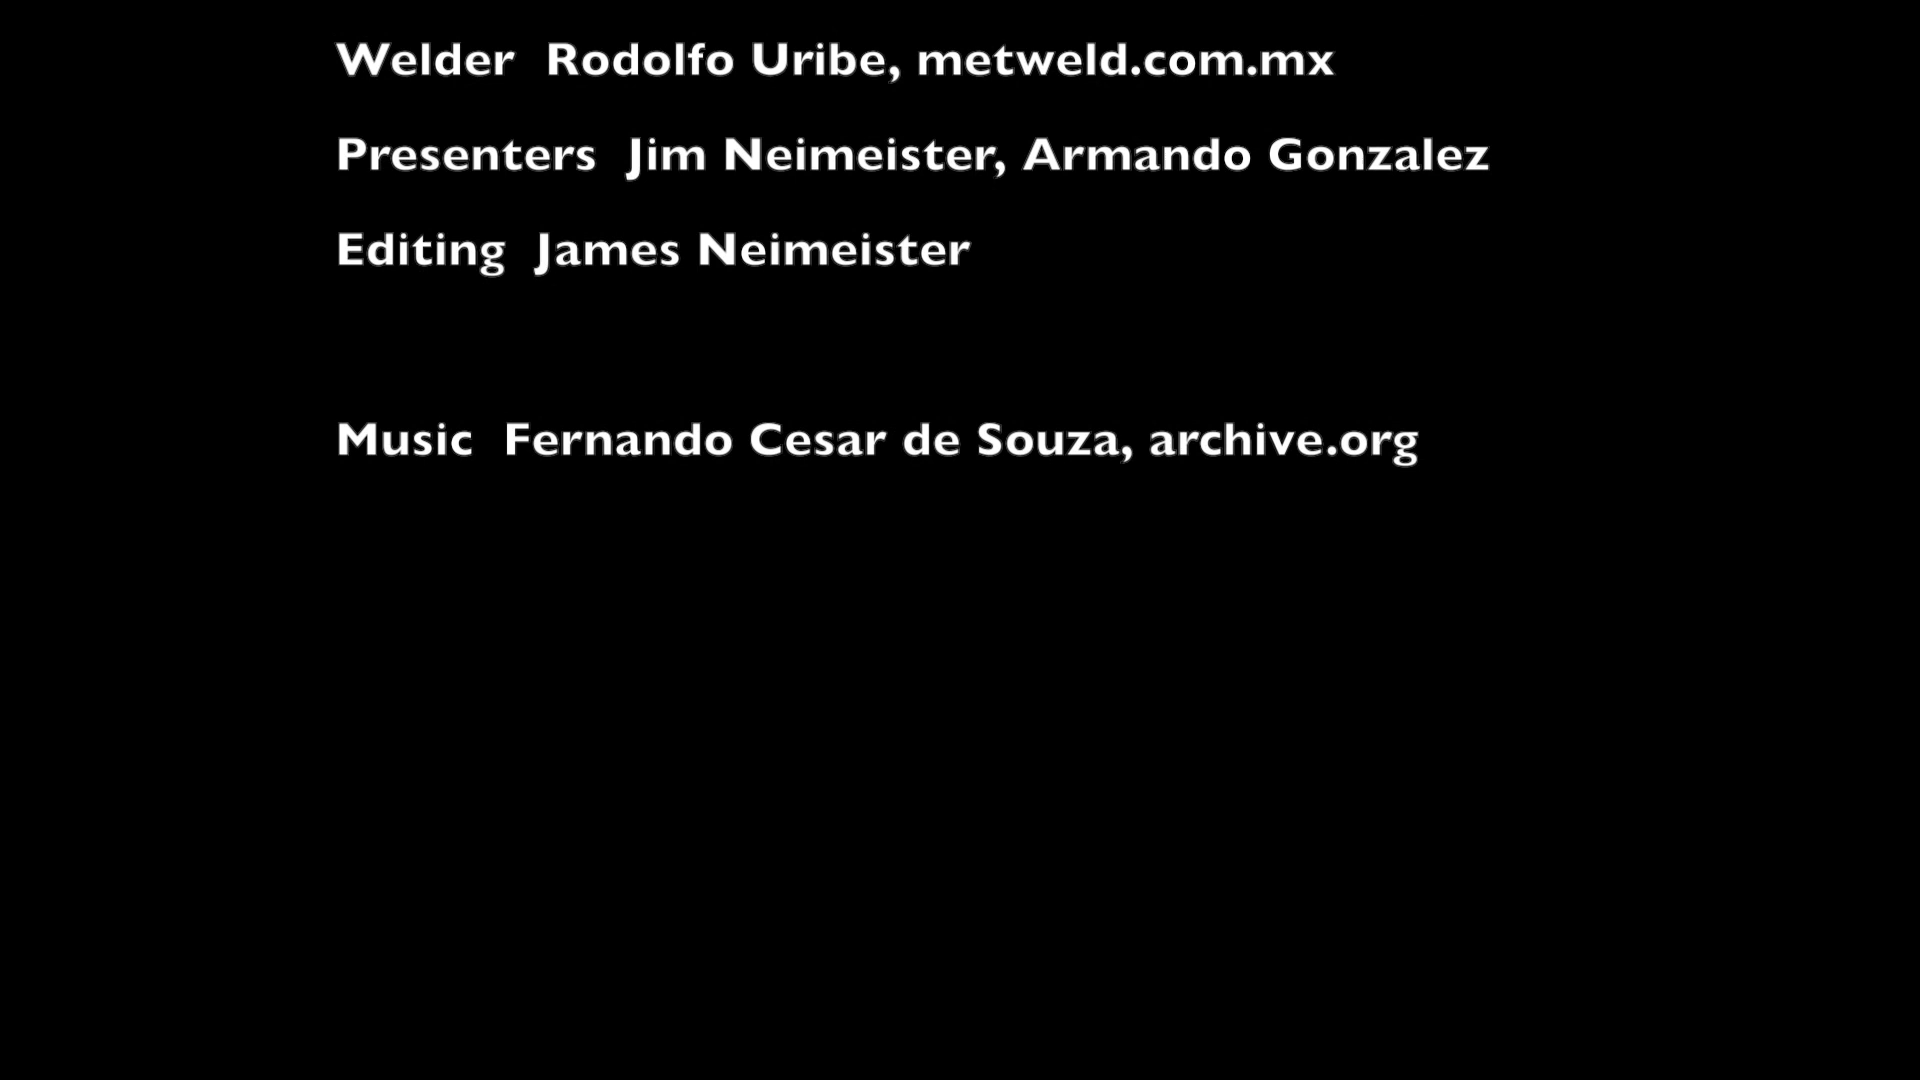 Welder  Rodolfo Uribe, metweld.com.mx
Presenters  Jim Neimeister, Armando Gonzalez
Editing  James Neimeister
Music  Fernando Cesar de Souza, archive.org